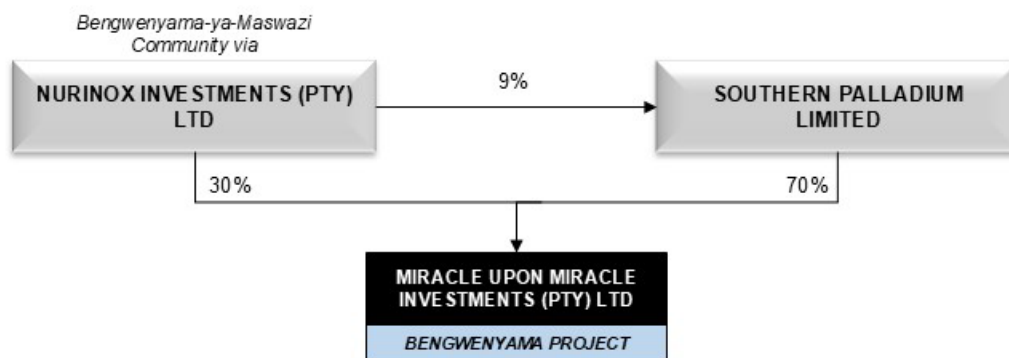 Bengwenyama-ya-Maswazi
Community via
NURINOX INVESTMENTS (PTY)
LTD
9%
SOUTHERN PALLADIUM
LIMITED
30%
70%
MIRACLE UPON MIRACLE
INVESTMENTS (PTY) LTD
BENGWENYAMA PROJECT